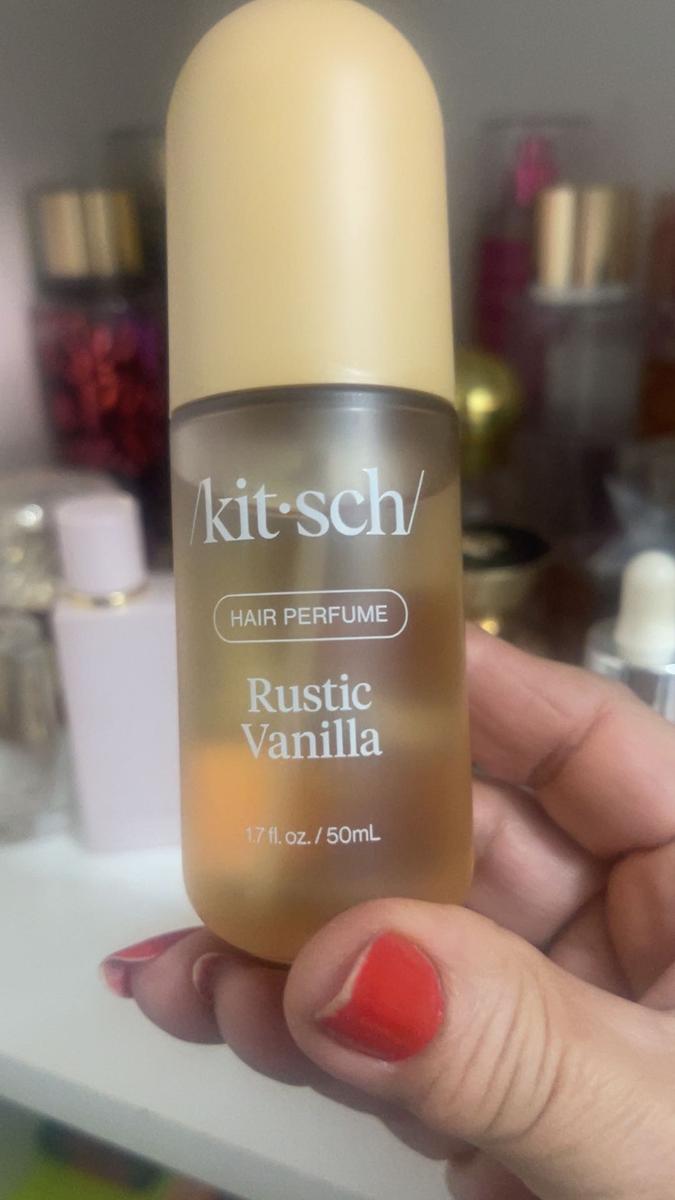 /kit·sch/
HAIR PERFUME
Rustic
Vanilla
1.7 fl. oz. / 50mL